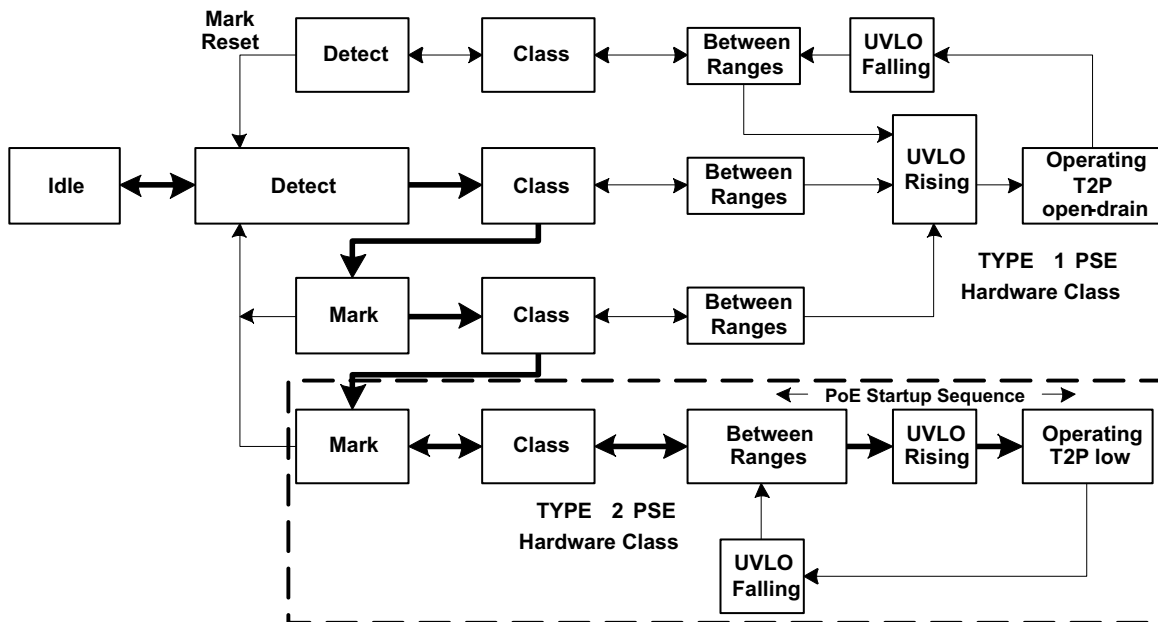 Mark
Reset
Detect
Class
Between
Ranges
UVLO
Falling
Idle
Detect
Class
Between
Ranges
UVLO
Rising
Operating
T2P
open-drain
TYPE 1 PSE
Hardware Class
Mark
Class
Between
Ranges
PoE Startup Sequence
Mark
Class
Between
Ranges
UVLO
Rising
Operating
T2P low
TYPE 2 PSE
Hardware Class
UVLO
Falling